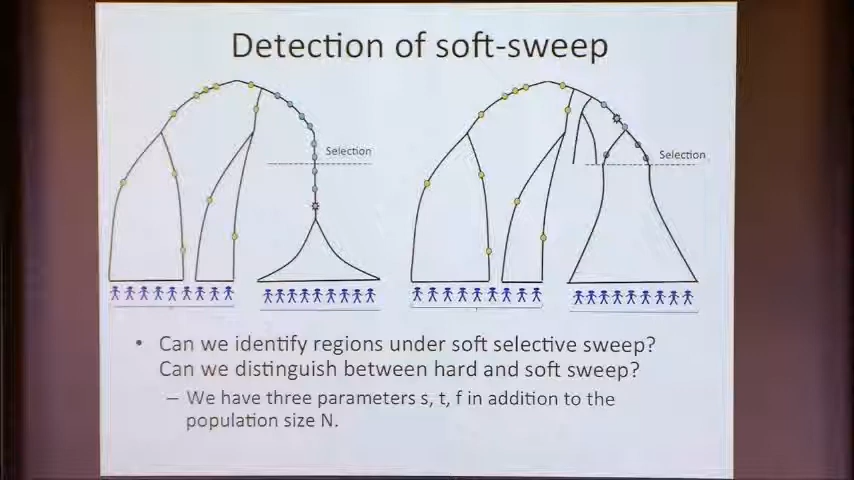 Detection of soft-sweep
Selection
Selection
• Can we identify regions under soft selective sweep?
Can we distinguish between hard and soft sweep?
– We have three parameters s, t, f in addition to the
population size N.